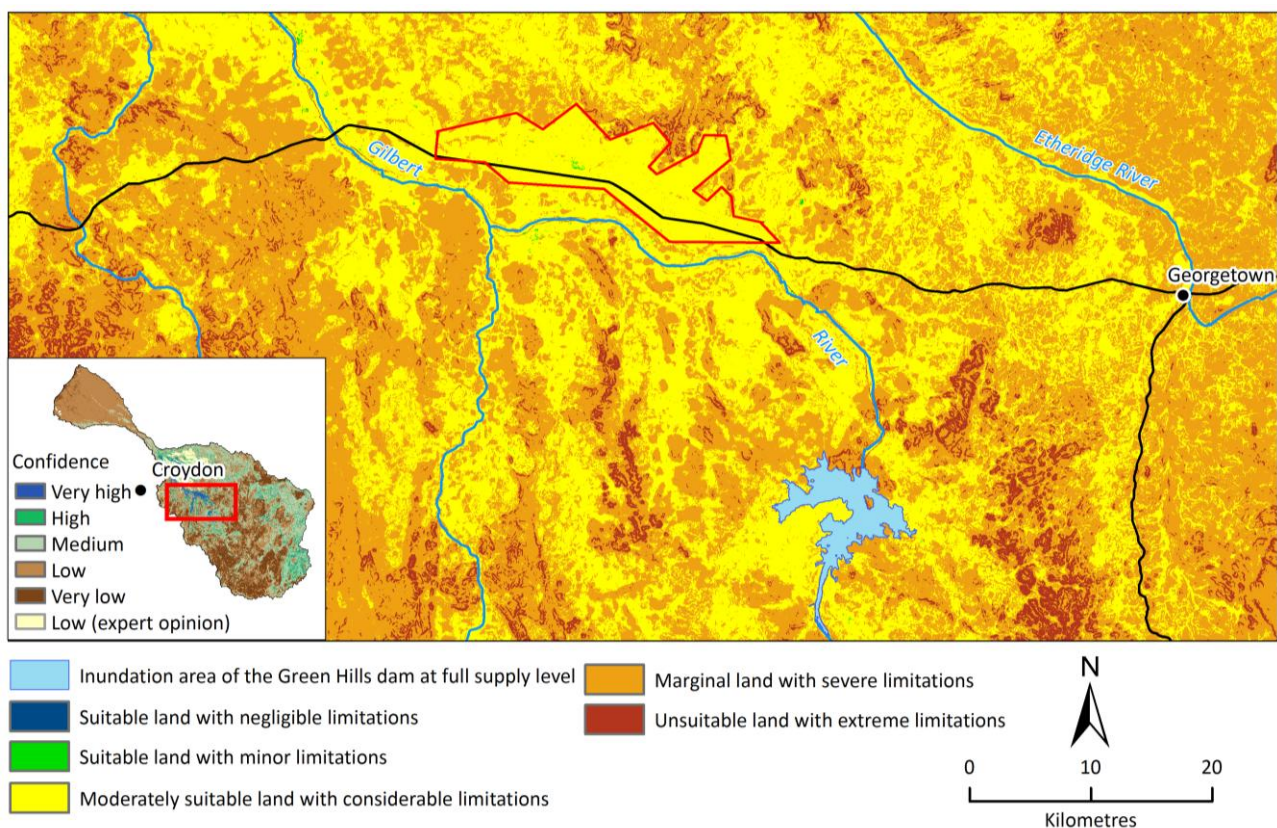 Gilbert
Etheridge River
Georgetown
River
Confidence
Croydon
Very high
High
Medium
Low
Very low
Low (expert opinion)
Inundation area of the Green Hills dam at full supply level
Suitable land with negligible limitations
Suitable land with minor limitations
Moderately suitable land with considerable limitations
Marginal land with severe limitations
Unsuitable land with extreme limitations
N
0 10 20
Kilometres